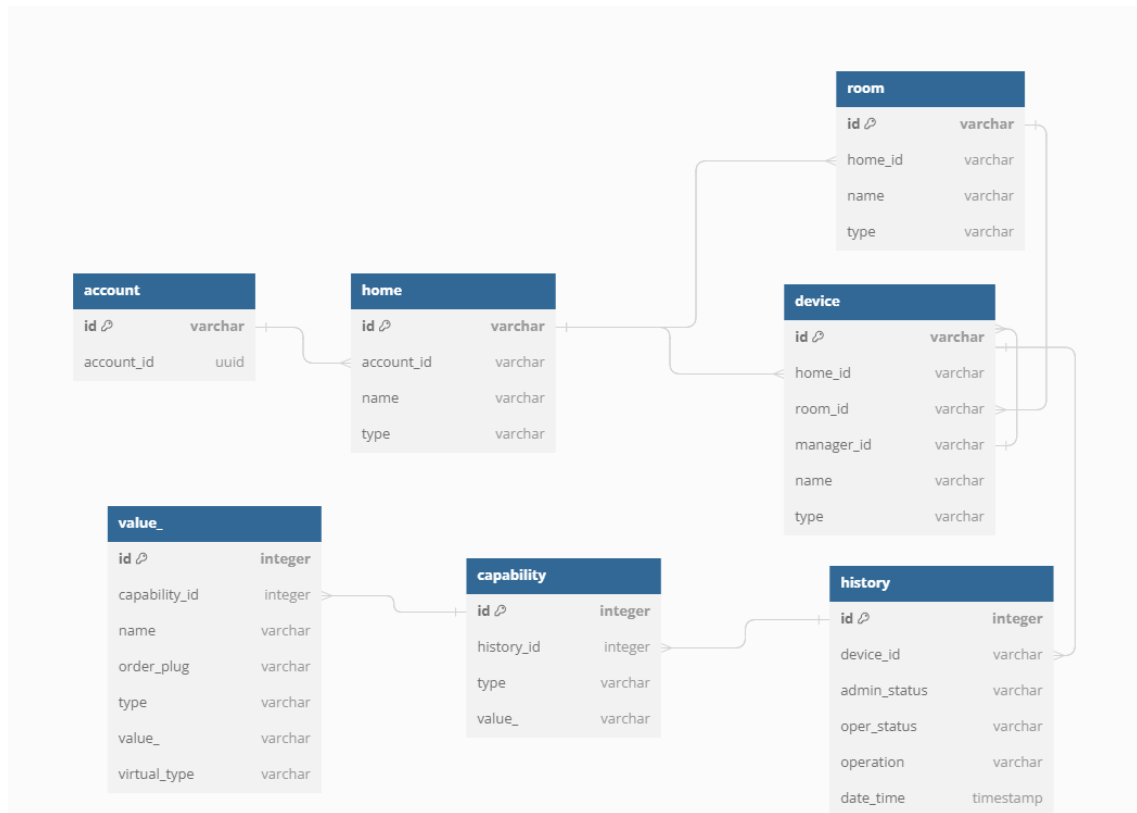 room
id varchar
home_id varchar
name varchar
type varchar
account
id varchar
account_id uuid
home
id varchar
account_id varchar
name varchar
type varchar
device
id varchar
home_id varchar
room_id varchar
manager_id varchar
name varchar
type varchar
value_
id integer
capability_id integer
name varchar
order_plug varchar
type varchar
value_ varchar
virtual_type varchar
capability
id integer
history_id integer
type varchar
value_ varchar
history
id integer
device_id varchar
admin_status varchar
oper_status varchar
operation varchar
date_time timestamp